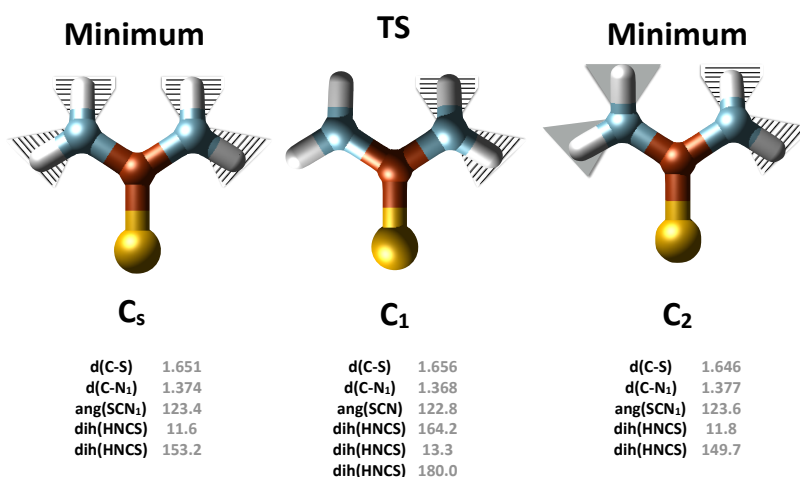 Minimum
TS
Minimum
Cs
C1
C2
d(C-S) 1.651
d(C-N1) 1.374
ang(SCN1) 123.4
dih(HNCS) 11.6
dih(HNCS) 153.2
d(C-S) 1.656
d(C-N1) 1.368
ang(SCN) 122.8
dih(HNCS) 164.2
dih(HNCS) 13.3
dih(HNCS) 180.0
d(C-S) 1.646
d(C-N1) 1.377
ang(SCN1) 123.6
dih(HNCS) 11.8
dih(HNCS) 149.7